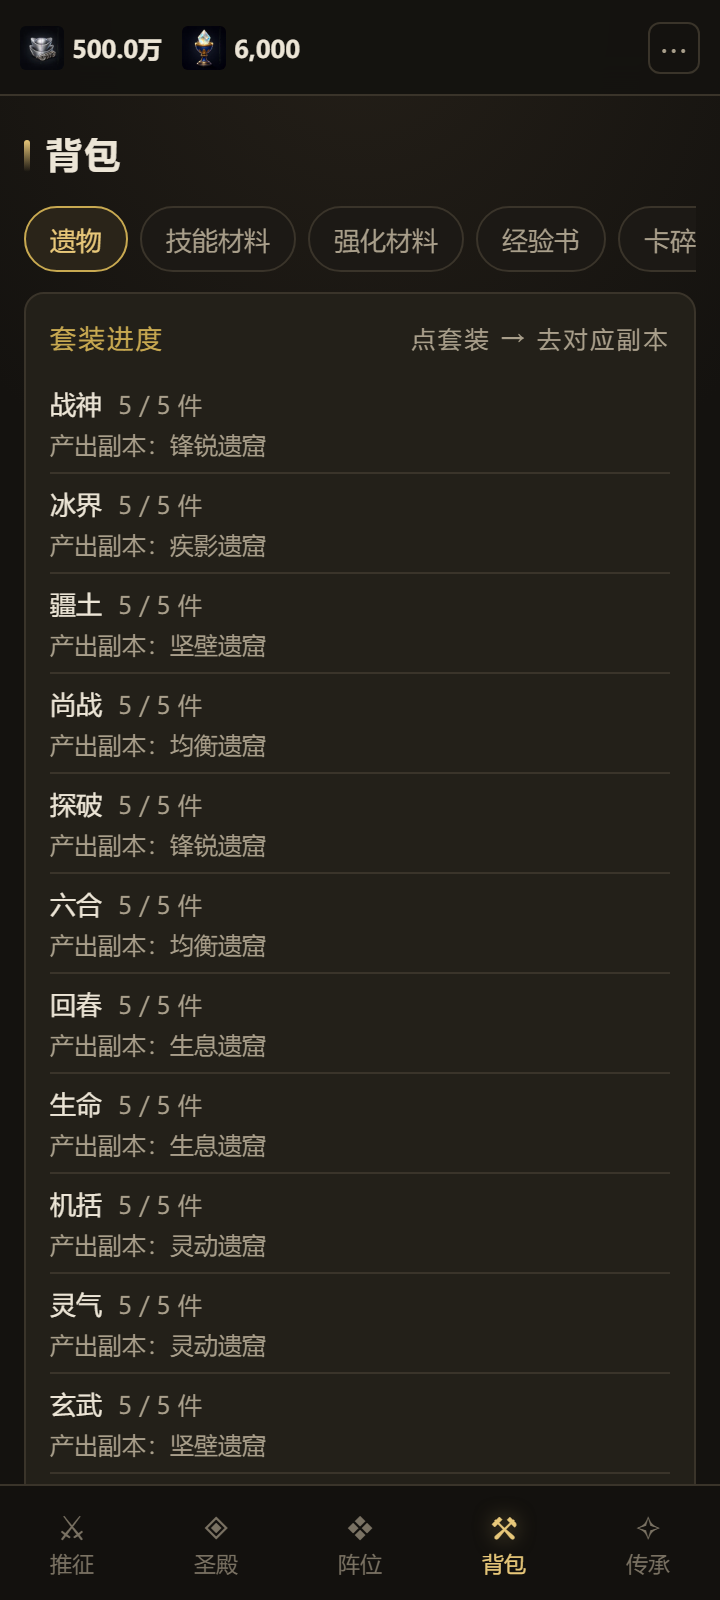 500.0万 6,000 ...
背包
遗物 技能材料 强化材料 经验书 卡碎
套装进度 点套装 → 去对应副本
战神 5 / 5 件
产出副本：锋锐遗窟
冰界 5 / 5 件
产出副本：疾影遗窟
疆土 5 / 5 件
产出副本：坚壁遗窟
尚战 5 / 5 件
产出副本：均衡遗窟
探破 5 / 5 件
产出副本：锋锐遗窟
六合 5 / 5 件
产出副本：均衡遗窟
回春 5 / 5 件
产出副本：生息遗窟
生命 5 / 5 件
产出副本：生息遗窟
机括 5 / 5 件
产出副本：灵动遗窟
灵气 5 / 5 件
产出副本：灵动遗窟
玄武 5 / 5 件
产出副本：坚壁遗窟
推征 圣殿 阵位 背包 传承